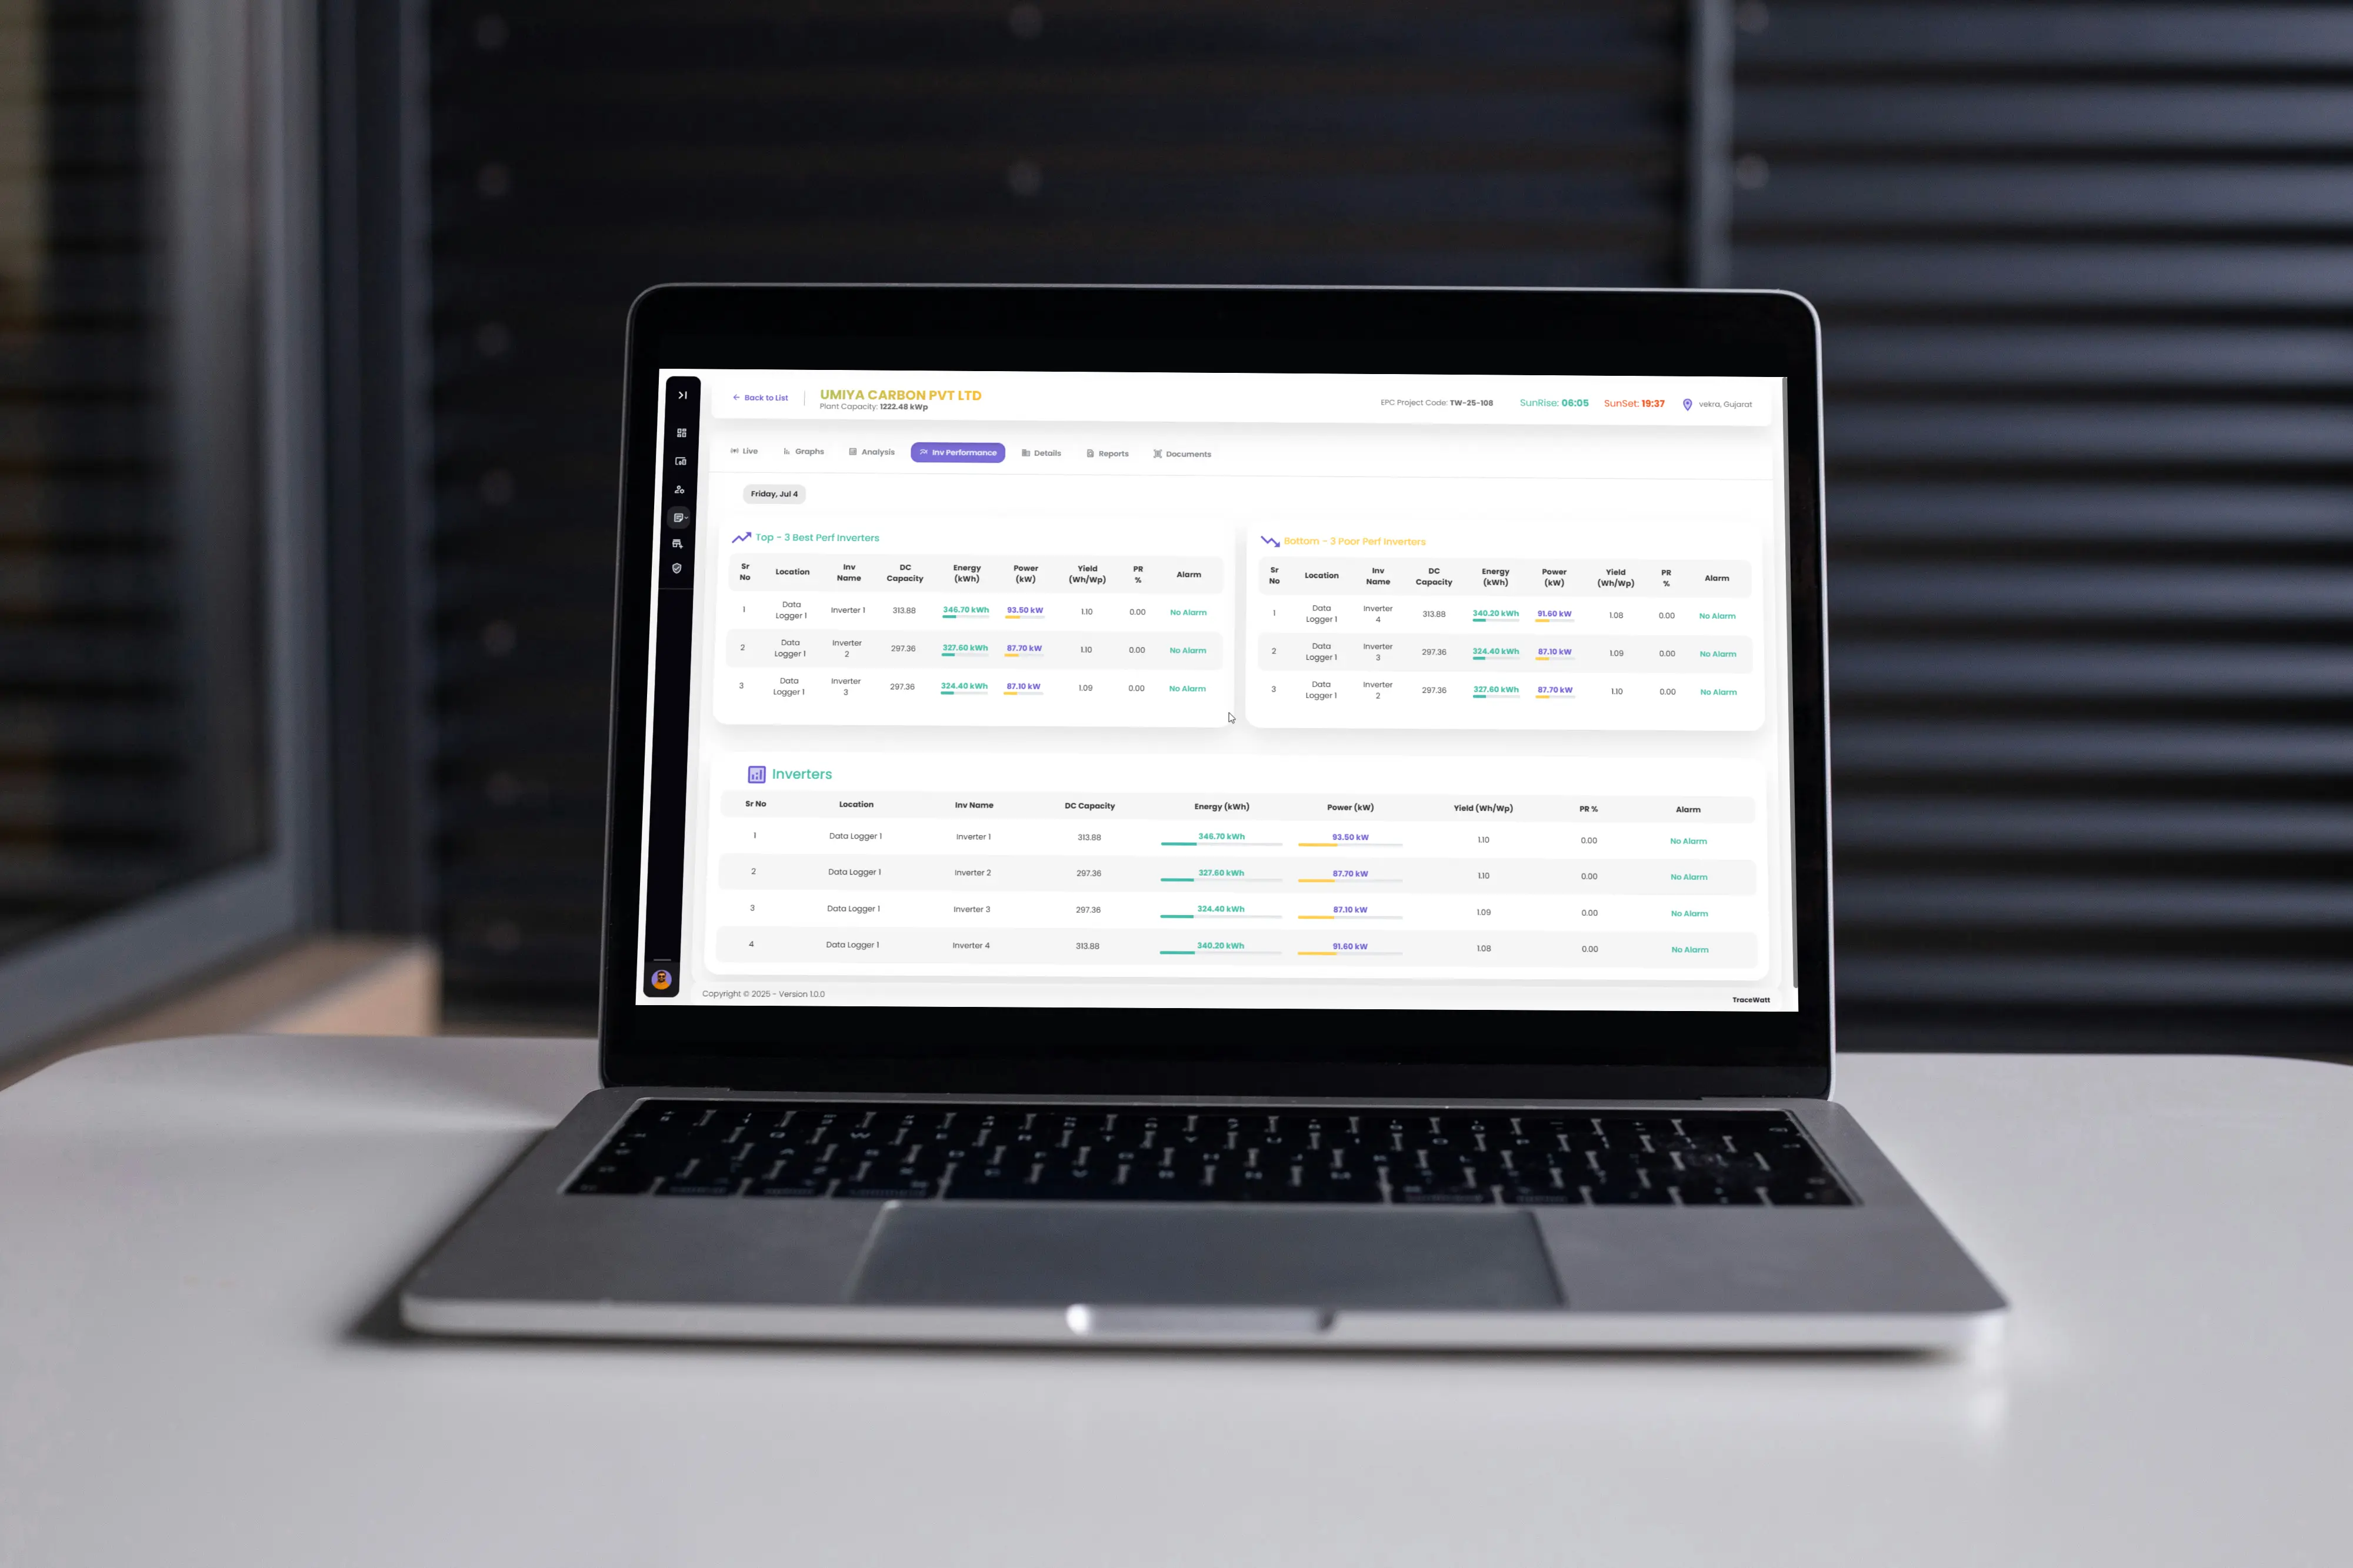 Back to List
UMIYA CARBON PVT LTD
Plant Capacity: 1222.48 kWp
EPC Project Code: TW-25-108
SunRise: 06:05
SunSet: 19:37
vekra, Gujarat
Live
Graphs
Analysis
Inv Performance
Details
Reports
Documents
Friday, Jul 4
Top - 3 Best Perf Inverters
Sr No Location Inv Name DC Capacity Energy (kWh) Power (kW) Yield (Wh/Wp) PR % Alarm
1 Data Logger 1 Inverter 1 313.88 346.70 kWh 93.50 kW 1.10 0.00 No Alarm
2 Data Logger 1 Inverter 2 297.36 327.60 kWh 87.70 kW 1.10 0.00 No Alarm
3 Data Logger 1 Inverter 3 297.36 324.40 kWh 87.10 kW 1.09 0.00 No Alarm
Bottom - 3 Poor Perf Inverters
Sr No Location Inv Name DC Capacity Energy (kWh) Power (kW) Yield (Wh/Wp) PR % Alarm
1 Data Logger 1 Inverter 4 313.88 340.20 kWh 91.60 kW 1.08 0.00 No Alarm
2 Data Logger 1 Inverter 3 297.36 324.40 kWh 87.10 kW 1.09 0.00 No Alarm
3 Data Logger 1 Inverter 2 297.36 327.60 kWh 87.70 kW 1.10 0.00 No Alarm
Inverters
Sr No Location Inv Name DC Capacity Energy (kWh) Power (kW) Yield (Wh/Wp) PR % Alarm
1 Data Logger 1 Inverter 1 313.88 346.70 kWh 93.50 kW 1.10 0.00 No Alarm
2 Data Logger 1 Inverter 2 297.36 327.60 kWh 87.70 kW 1.10 0.00 No Alarm
3 Data Logger 1 Inverter 3 297.36 324.40 kWh 87.10 kW 1.09 0.00 No Alarm
4 Data Logger 1 Inverter 4 313.88 340.20 kWh 91.60 kW 1.08 0.00 No Alarm
Copyright © 2025 - Version 1.0.0
TraceWatt